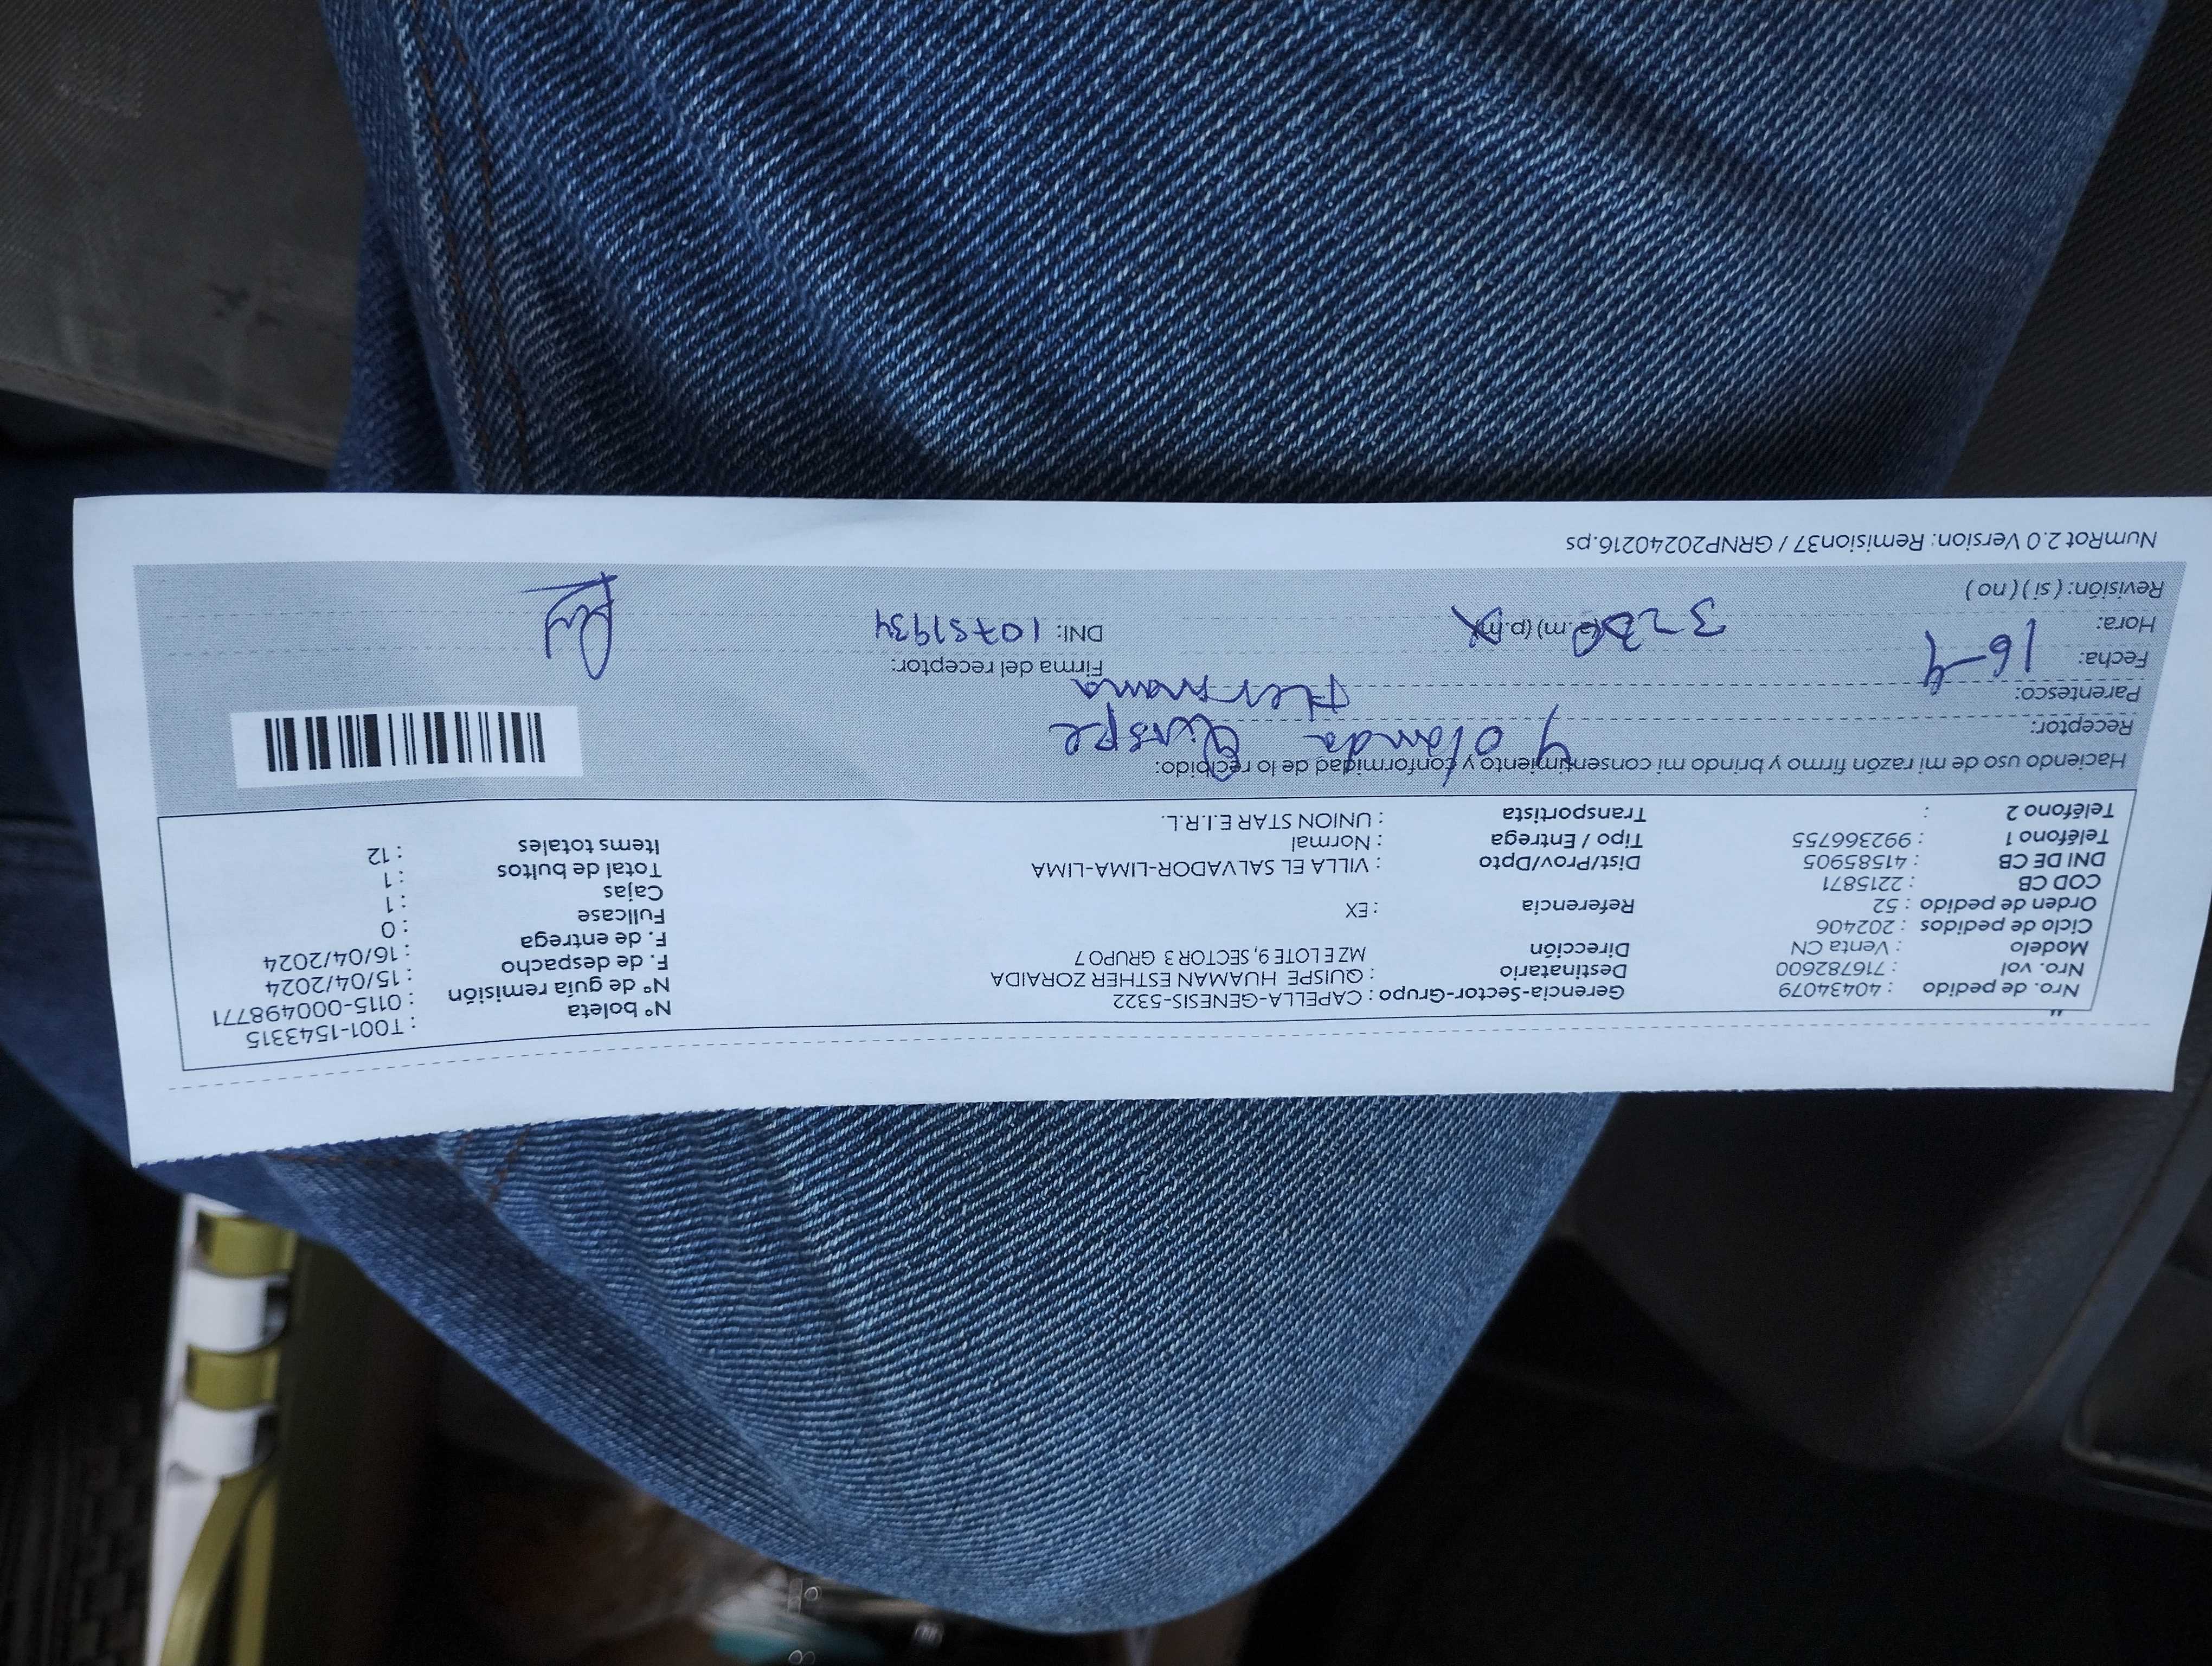 Nro. de pedido : 40434079 Gerencia-Sector-Grupo : CAPELLA-GENESIS-5322 N° boleta : T001-1543315
Nro. vol : 716782600 Destinatario : QUISPE HUAMAN ESTHER ZORAIDA N° de guía remisión : 0115-000498771
Modelo : Venta CN Dirección MZ E LOTE 9, SECTOR 3 GRUPO 7 F. de despacho : 15/04/2024
Ciclo de pedidos : 202406 F. de entrega : 16/04/2024
Orden de pedido : 52 Referencia : EX Fullcase : 0
COD CB : 2215871 Cajas : 1
DNI DE CB : 41585905 Dist/Prov/Dpto : VILLA EL SALVADOR-LIMA-LIMA Total de bultos : 1
Teléfono 1 : 992366755 Tipo / Entrega : Normal Items totales : 12
Teléfono 2 : Transportista : UNION STAR E.I.R.L.
Haciendo uso de mi razón firmo y brindo mi consentimiento y conformidad de lo recibido:
Receptor: Yolanda Quispe
Parentesco: Hermana
Fecha: 16-4 Firma del receptor:
Hora: 3-30 (a.m) (p.m) DNI: 10751934
Revisión: ( si ) ( no )
NumRot 2.0 Version: Remision37 / GRNP20240216.ps